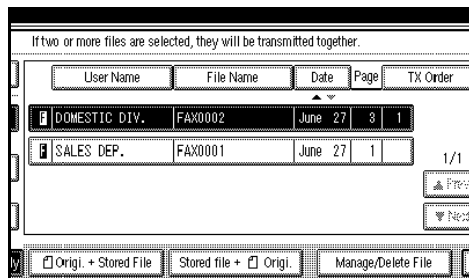 If two or more files are selected, they will be transmitted together.
User Name File Name Date Page TX Order
F DOMESTIC DIV. FAX0002 June 27 3 1
F SALES DEP. FAX0001 June 27 1
1/1
Origi. + Stored File Stored file + Origi. Manage/Delete File